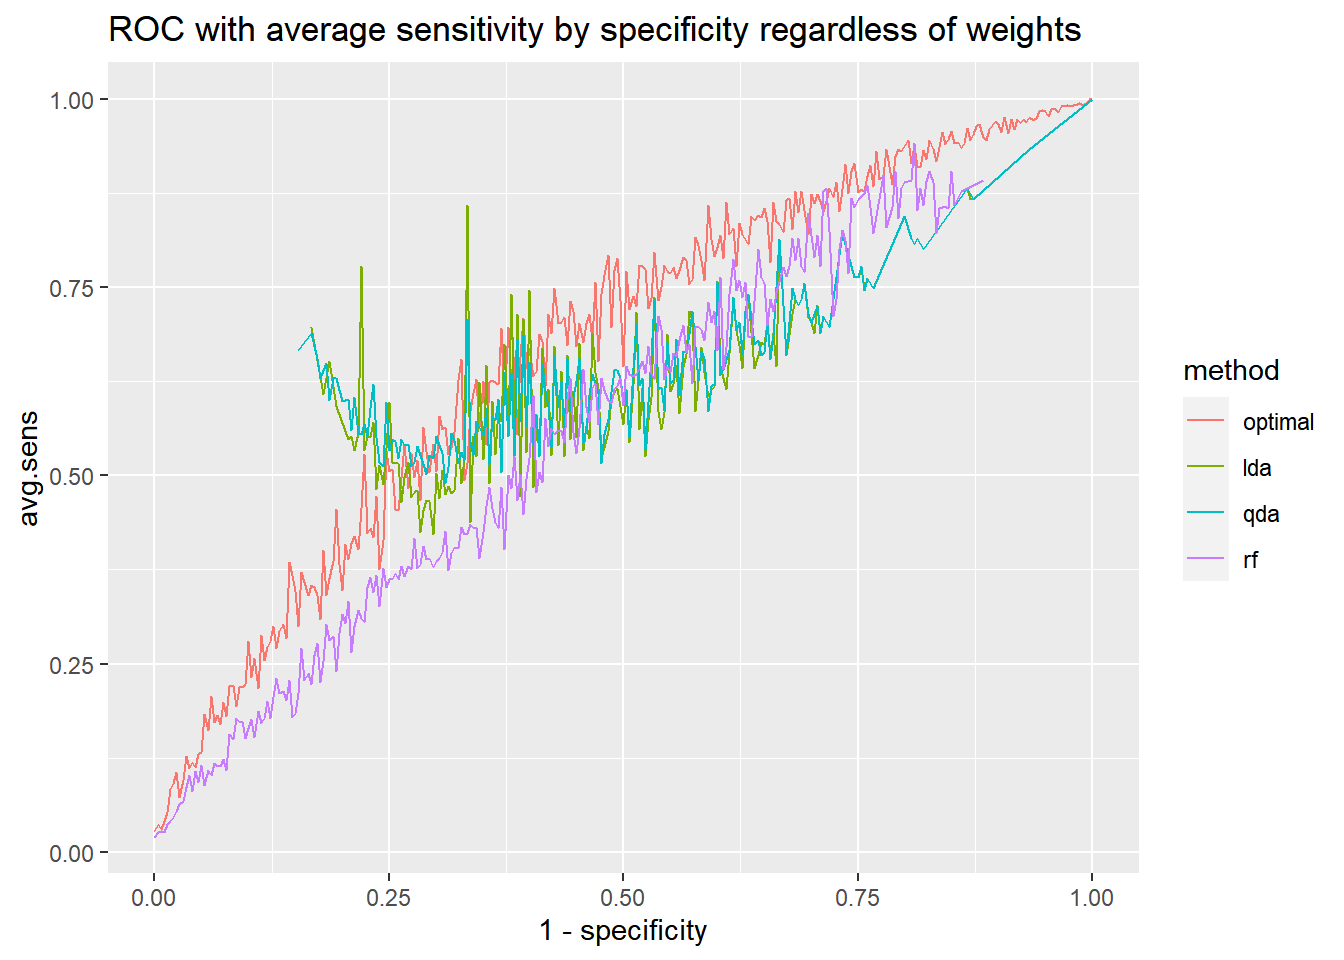 ROC with average sensitivity by specificity regardless of weights
avg.sens
1.00
0.75
0.50
0.25
0.00
0.00 0.25 0.50 0.75 1.00
1 - specificity
method
optimal
lda
qda
rf